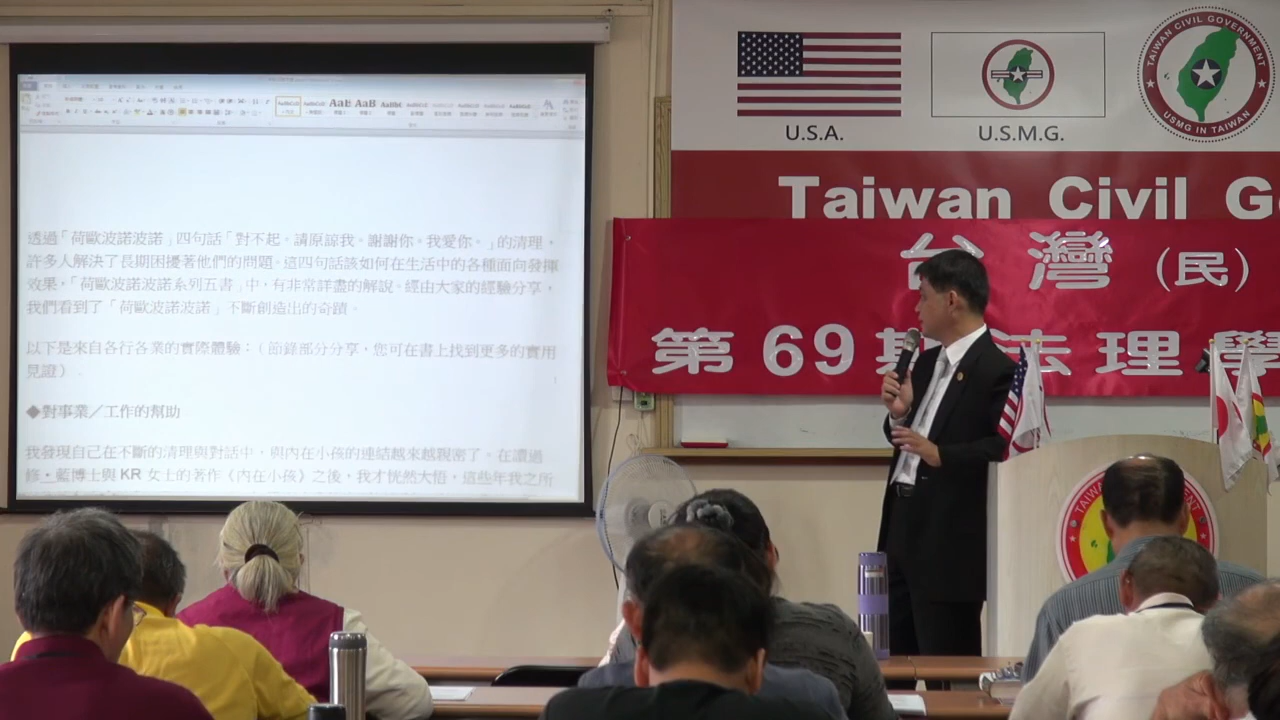 透過「荷歐波諾波諾」四句話「對不起。請原諒我。謝謝你。我愛你。」的清理，
許多人解決了長期困擾著他們的問題。這四句話該如何在生活中的各種面向發揮
效果，「荷歐波諾波諾系列五書」中，有非常詳盡的解說。經由大家的經驗分享，
我們看到了「荷歐波諾波諾」不斷創造出的奇蹟。
以下是來自各行各業的實際體驗：（節錄部分分享，您可在書上找到更多的實用
見證）
◆對事業／工作的幫助
我發現自己在不斷的清理與對話中，與內在小孩的連結越來越親密了。在讀過
修・藍博士與 KR 女士的著作《內在小孩》之後，我才恍然大悟，這些年我之所
U.S.A.
U.S.M.G.
TAIWAN CIVIL GOVERNMENT
USMG IN TAIWAN
Taiwan Civil G
台灣（民）
第69期法理學
TAIWAN